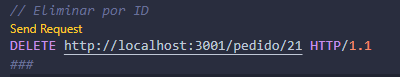 // Eliminar por ID
Send Request
DELETE http://localhost:3001/pedido/21 HTTP/1.1
###